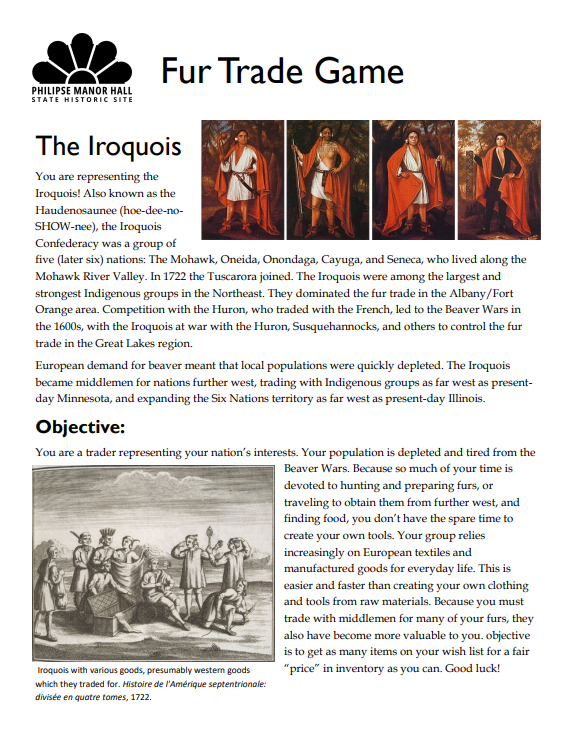 PHILIPSE MANOR HALL
STATE HISTORIC SITE
Fur Trade Game
The Iroquois
You are representing the
Iroquois! Also known as the
Haudenosaunee (hoe-dee-no-
SHOW-nee), the Iroquois
Confederacy was a group of
five (later six) nations: The Mohawk, Oneida, Onondaga, Cayuga, and Seneca, who lived along the
Mohawk River Valley. In 1722 the Tuscarora joined. The Iroquois were among the largest and
strongest Indigenous groups in the Northeast. They dominated the fur trade in the Albany/Fort
Orange area. Competition with the Huron, who traded with the French, led to the Beaver Wars in
the 1600s, with the Iroquois at war with the Huron, Susquehannocks, and others to control the fur
trade in the Great Lakes region.
European demand for beaver meant that local populations were quickly depleted. The Iroquois
became middlemen for nations further west, trading with Indigenous groups as far west as present-
day Minnesota, and expanding the Six Nations territory as far west as present-day Illinois.
Objective:
You are a trader representing your nation's interests. Your population is depleted and tired from the
Beaver Wars. Because so much of your time is
devoted to hunting and preparing furs, or
traveling to obtain them from further west, and
finding food, you don't have the spare time to
create your own tools. Your group relies
increasingly on European textiles and
manufactured goods for everyday life. This is
easier and faster than creating your own clothing
and tools from raw materials. Because you must
trade with middlemen for many of your furs, they
also have become more valuable to you. objective
is to get as many items on your wish list for a fair
"price" in inventory as you can. Good luck!
Iroquois with various goods, presumably western goods
which they traded for. Histoire de l'Amérique septentrionale:
divisée en quatre tomes, 1722.